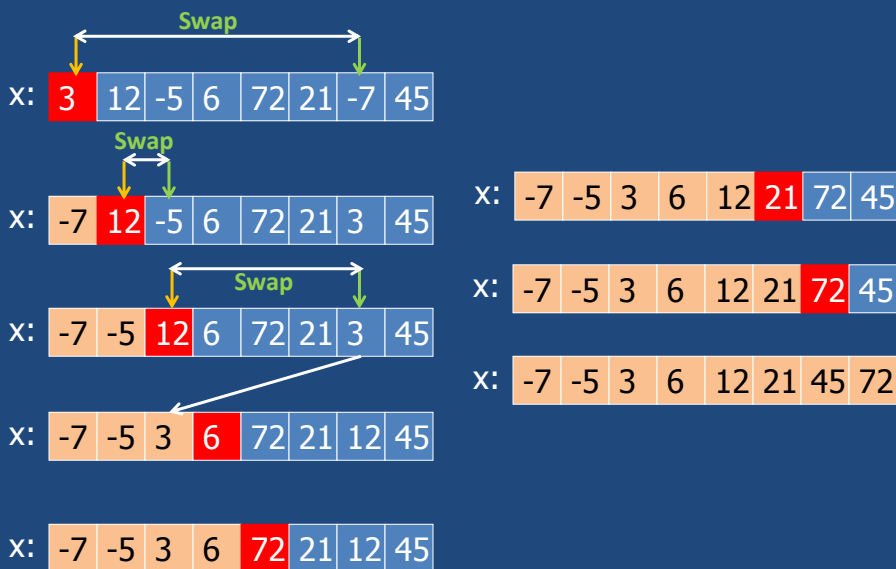 Swap
x: 3 12 -5 6 72 21 -7 45
Swap
x: -7 12 -5 6 72 21 3 45
Swap
x: -7 -5 12 6 72 21 3 45
x: -7 -5 3 6 72 21 12 45
x: -7 -5 3 6 72 21 12 45
x: -7 -5 3 6 12 21 72 45
x: -7 -5 3 6 12 21 72 45
x: -7 -5 3 6 12 21 45 72